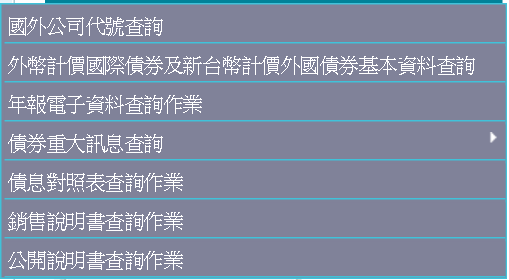 國外公司代號查詢
外幣計價國際債券及新台幣計價外國債券基本資料查詢
年報電子資料查詢作業
債券重大訊息查詢
債息對照表查詢作業
銷售說明書查詢作業
公開說明書查詢作業